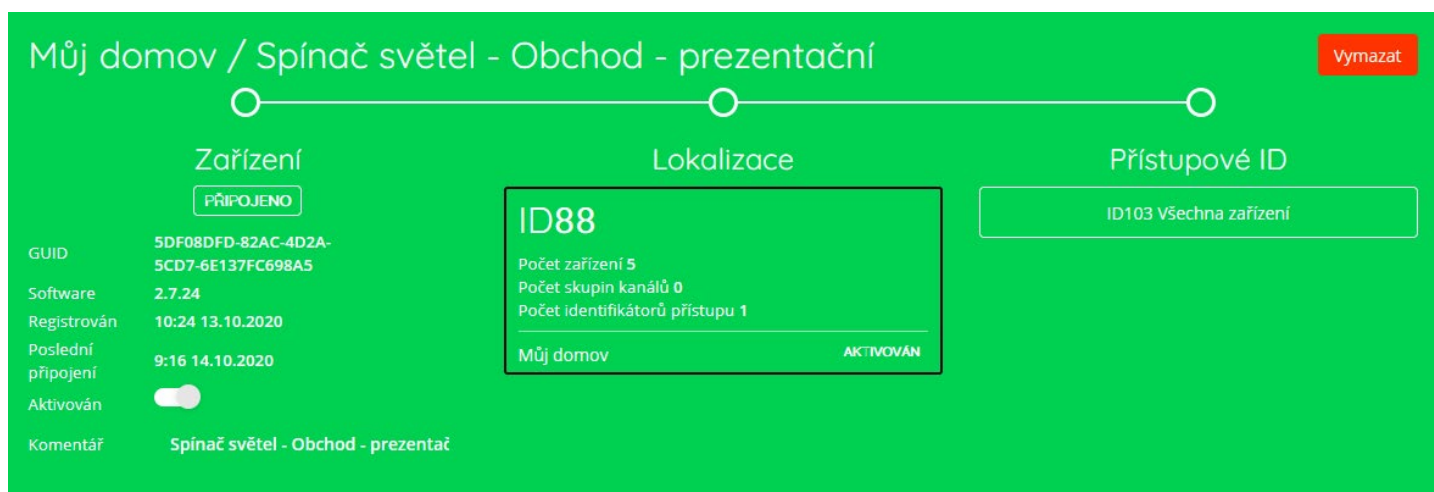 Můj domov / Spínač světel - Obchod - prezentační
Vymazat
Zařízení
PŘIPOJENO
GUID
5DF08DFD-82AC-4D2A-
5CD7-6E137FC698A5
Software 2.7.24
Registrován 10:24 13.10.2020
Poslední
připojení
9:16 14.10.2020
Aktivován
Komentář Spínač světel - Obchod - prezentač
Lokalizace
ID88
Počet zařízení 5
Počet skupin kanálů 0
Počet identifikátorů přístupu 1
Můj domov AKTIVOVÁN
Přístupové ID
ID103 Všechna zařízení